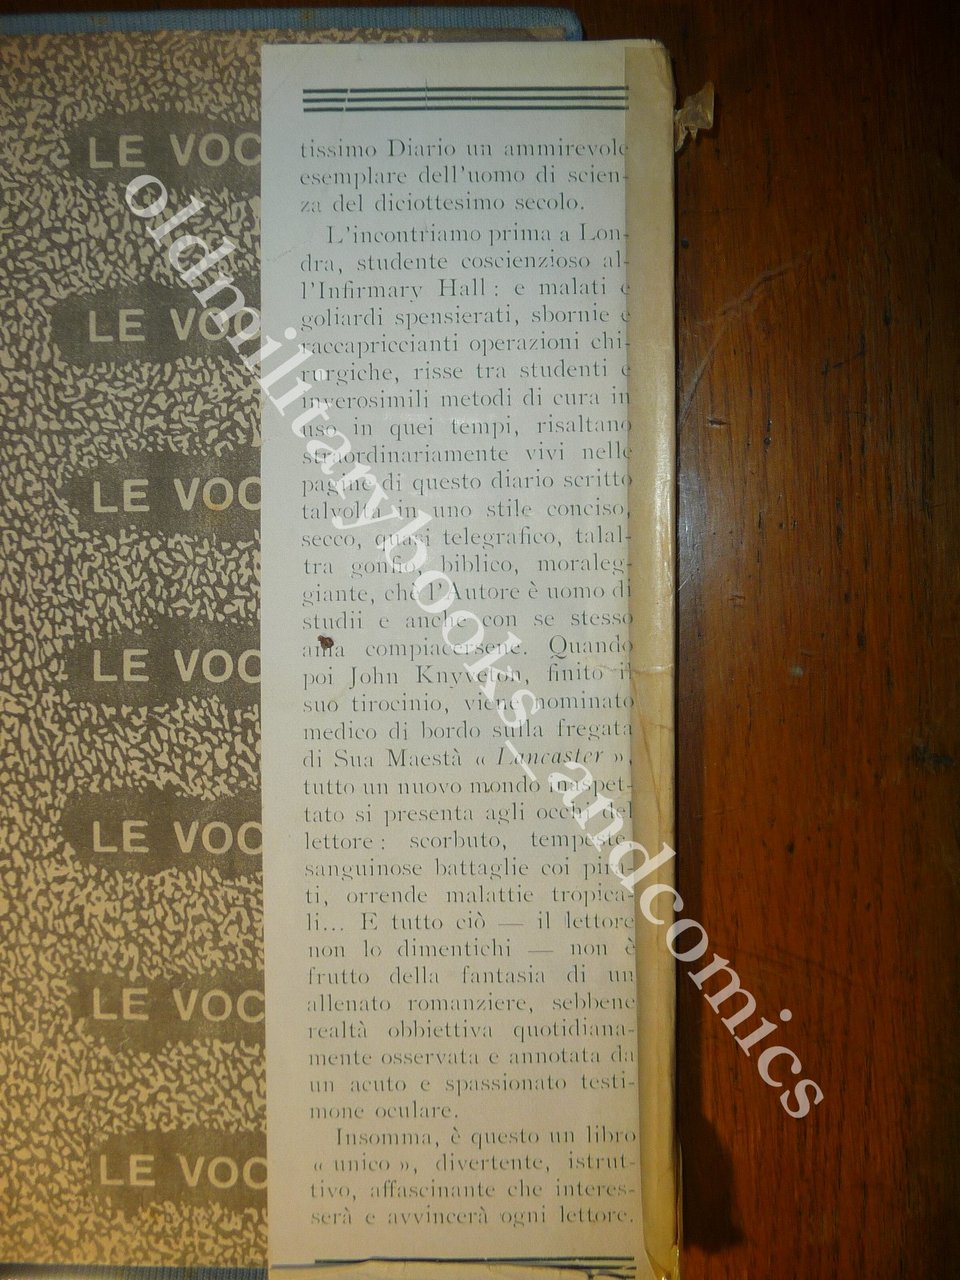 LE VOC
LE VOC
LE VOC
LE VOC
LE VOC
LE VOC
LE VOC
tissimo Diario un ammirevole
esemplare dell'uomo di scien-
za del diciottesimo secolo.
L'incontriamo prima a Lon-
dra, studente coscienzioso al-
l'Infirmary Hall: e malati e
goliardi spensierati, sbornie e
raccapriccianti operazioni chi-
rurgiche, risse tra studenti e
inverosimili metodi di cura in
uso in quei tempi, risaltano
straordinariamente vivi nelle
pagine di questo diario scritto
talvolta in uno stile conciso,
secco, quasi telegrafico, talal-
tra gonfio, biblico, moraleg-
giante, chè l'Autore è uomo di
studii e anche con se stesso
ama compiacersene. Quando
poi John Knyveton, finito il
suo tirocinio, viene nominato
medico di bordo sulla fregata
di Sua Maestà « Lancaster »,
tutto un nuovo mondo inaspet-
tato si presenta agli occhi del
lettore: scorbuto, tempeste,
sanguinose battaglie coi pira-
ti, orrende malattie tropica-
li... E tutto ciò — il lettore
non lo dimentichi — non è
frutto della fantasia di un
allenato romanziere, sebbene
realtà obbiettiva quotidiana-
mente osservata e annotata da
un acuto e spassionato testi-
mone oculare.
Insomma, è questo un libro
« unico », divertente, istrut-
tivo, affascinante che interes-
serà e avvincerà ogni lettore.
oldmilitarybooks_andcomics